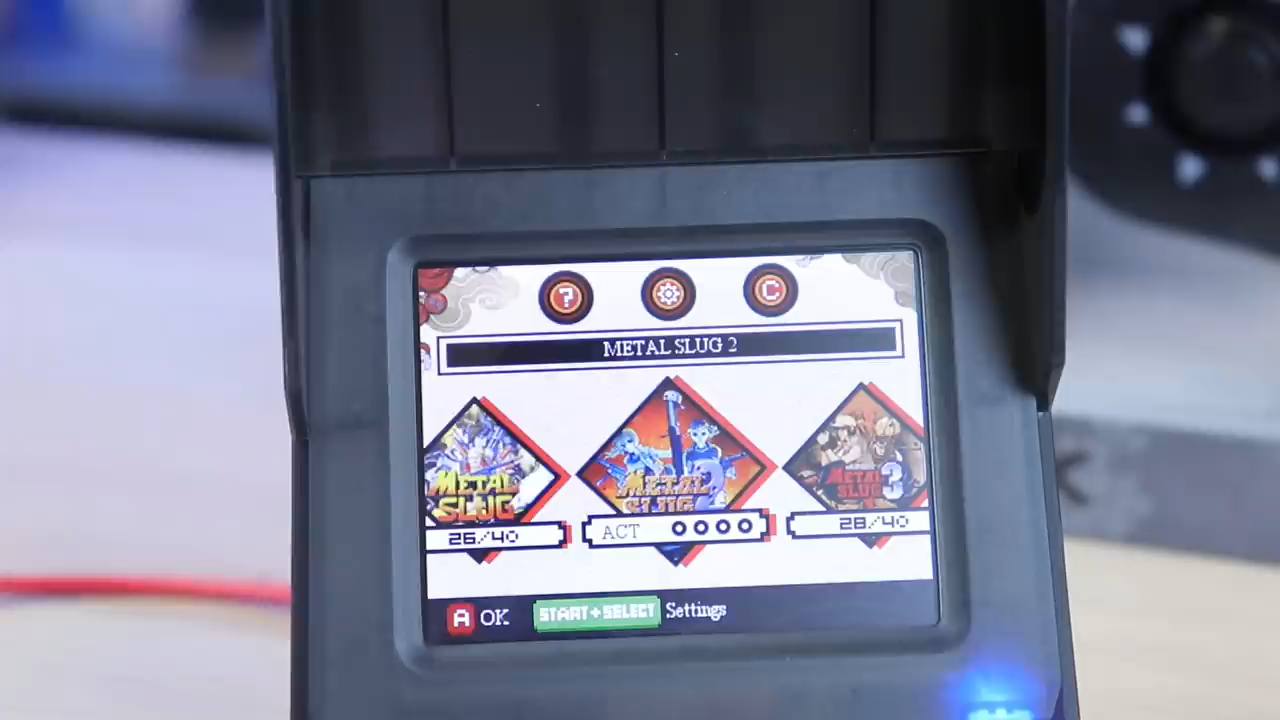 ?
C
METAL SLUG 2
METAL SLUG
METAL SLUG 2
METAL SLUG 3
26/40
ACT
28/40
A OK START+SELECT Settings